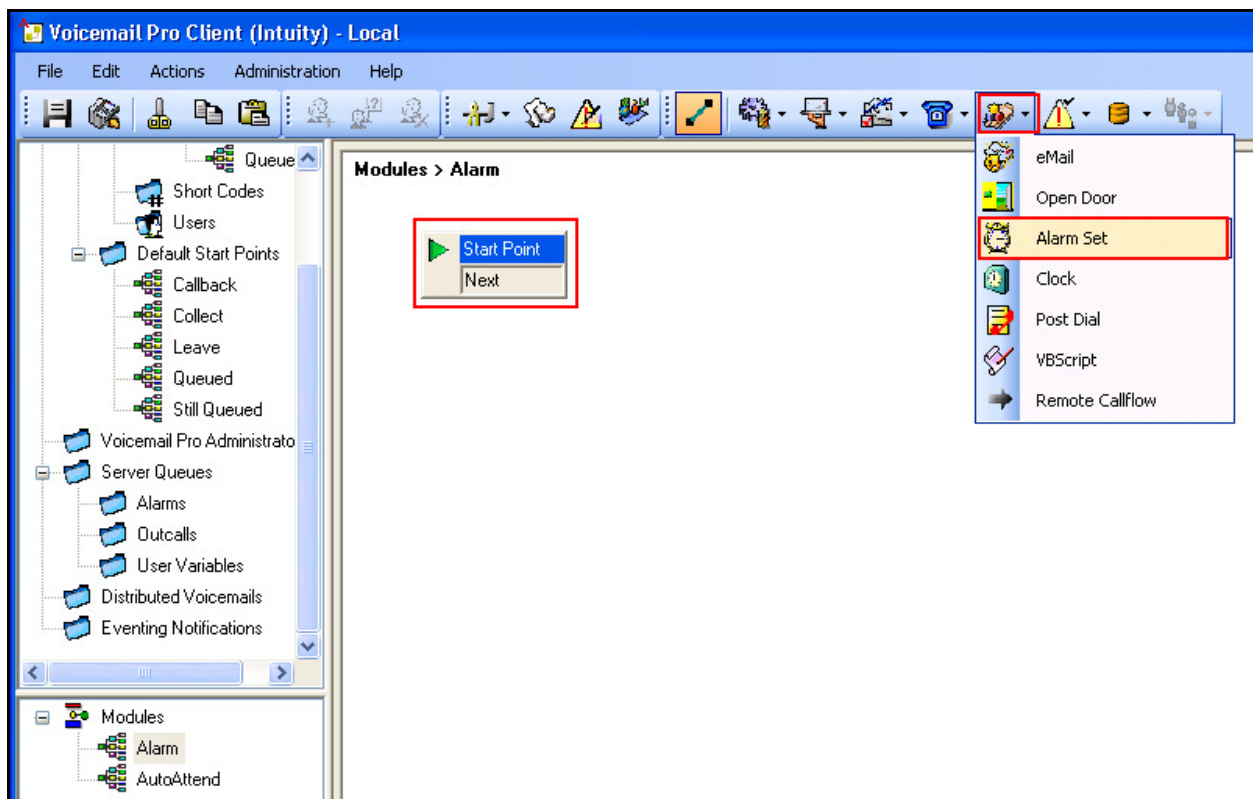 Voicemail Pro Client (Intuity) - Local
File Edit Actions Administration Help
Queue
Short Codes
Users
Default Start Points
Callback
Collect
Leave
Queued
Still Queued
Voicemail Pro Administrato
Server Queues
Alarms
Outcalls
User Variables
Distributed Voicemails
Eventing Notifications
Modules
Alarm
AutoAttend
Modules > Alarm
Start Point
Next
eMail
Open Door
Alarm Set
Clock
Post Dial
VBScript
Remote Callflow